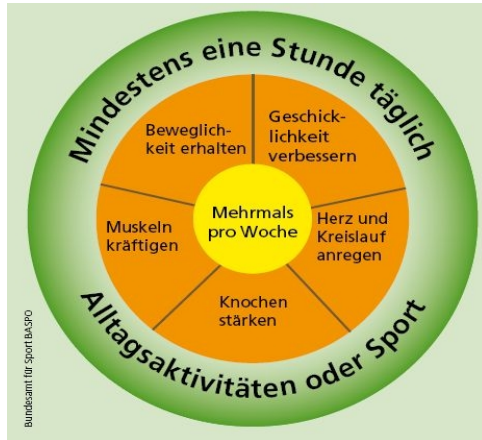 Mindestens eine Stunde täglich
Beweglich-
keit erhalten
Geschick-
lichkeit
verbessern
Muskeln
kräftigen
Mehrmals
pro Woche
Herz und
Kreislauf
anregen
Knochen
stärken
Alltagsaktivitäten oder Sport
Bundesamt für Sport BASPO